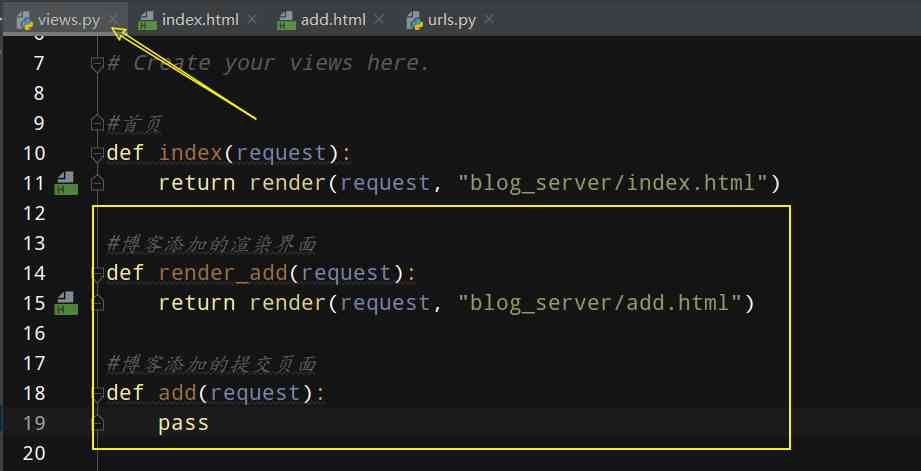 views.py index.html add.html urls.py
6
7 # Create your views here.
8
9 #首页
10 def index(request):
11 return render(request, "blog_server/index.html")
12
13 #博客添加的渲染界面
14 def render_add(request):
15 return render(request, "blog_server/add.html")
16
17 #博客添加的提交页面
18 def add(request):
19 pass
20